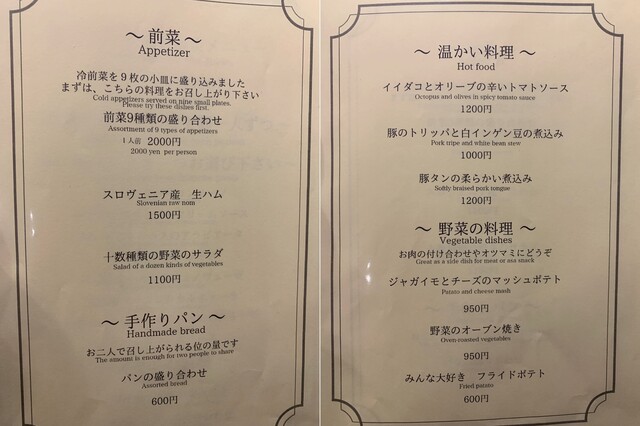 ～ 前菜 ～
Appetizer
冷前菜を９枚の小皿に盛り込みました
まずは、こちらの料理をお召し上がり下さい
Cold appetizers served on nine small plates.
Please try these dishes first.
前菜9種類の盛り合わせ
Assortment of 9 types of appetizers
1人前 2000円
2000 yen per person
スロヴェニア産 生ハム
Slovenian raw nom
1500円
十数種類の野菜のサラダ
Salad of a dozen kinds of vegetables
1100円
～ 手作りパン ～
Handmade bread
お二人で召し上がられる位の量です
The amount is enough for two people to share
パンの盛り合わせ
Assorted bread
600円
～ 温かい料理 ～
Hot food
イイダコとオリーブの辛いトマトソース
Octopus and olives in spicy tomato sauce
1200円
豚のトリッパと白インゲン豆の煮込み
Pork tripe and white bean stew
1000円
豚タンの柔らかい煮込み
Softly braised pork tongue
1200円
～ 野菜の料理 ～
Vegetable dishes
お肉の付け合わせやオツマミにどうぞ
Great as a side dish for meat or asa snack
ジャガイモとチーズのマッシュポテト
Potato and cheese mash
950円
野菜のオーブン焼き
Oven-roasted vegetables
950円
みんな大好き フライドポテト
Fried potato
600円